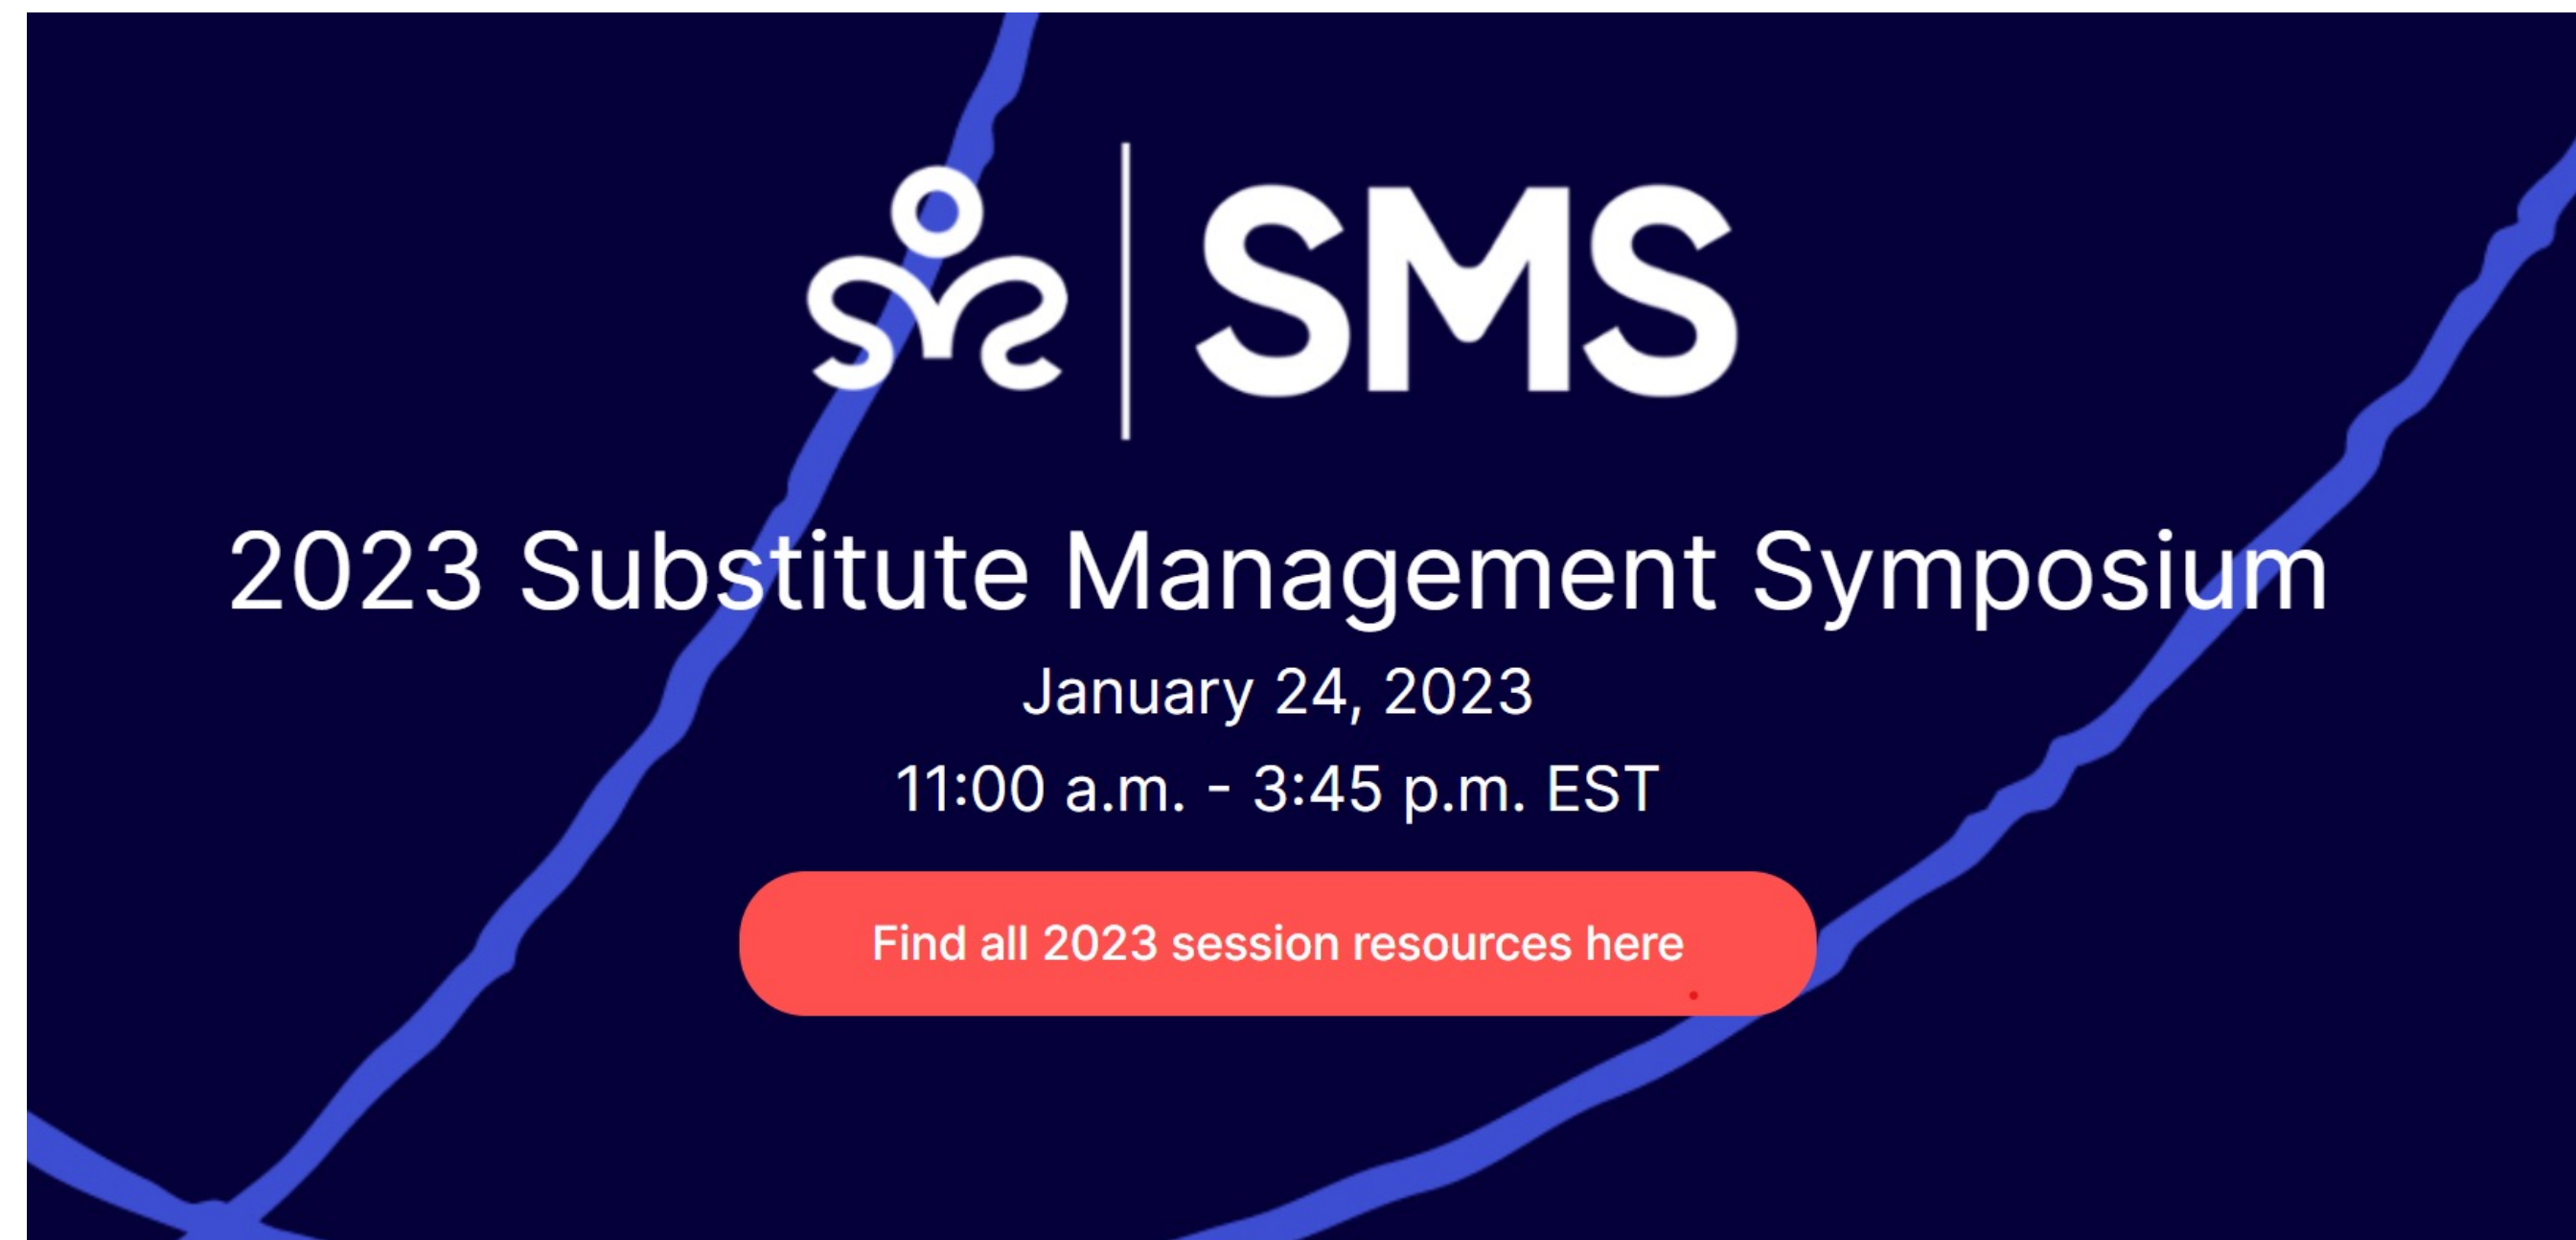 SMS
2023 Substitute Management Symposium
January 24, 2023
11:00 a.m. - 3:45 p.m. EST
Find all 2023 session resources here